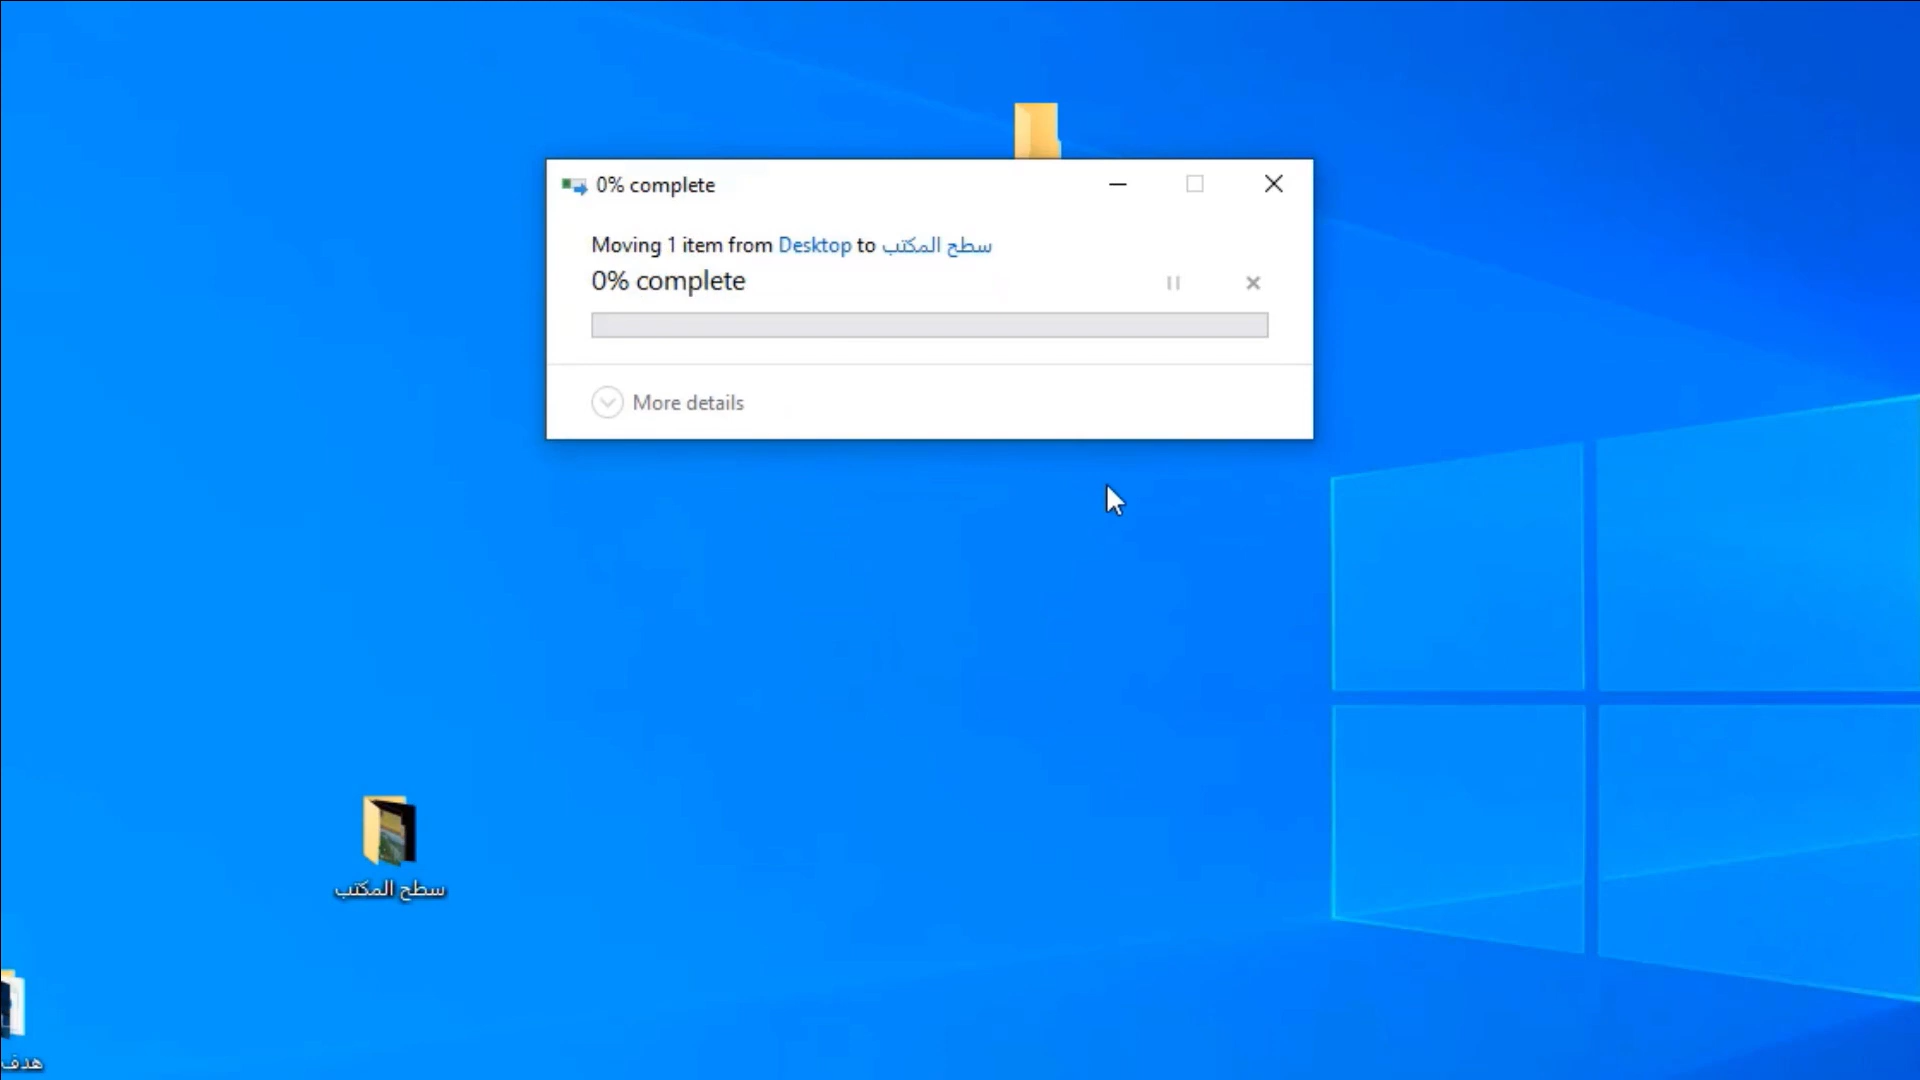 0% complete
Moving 1 item from Desktop to سطح المكتب
0% complete
More details
سطح المكتب
هدف